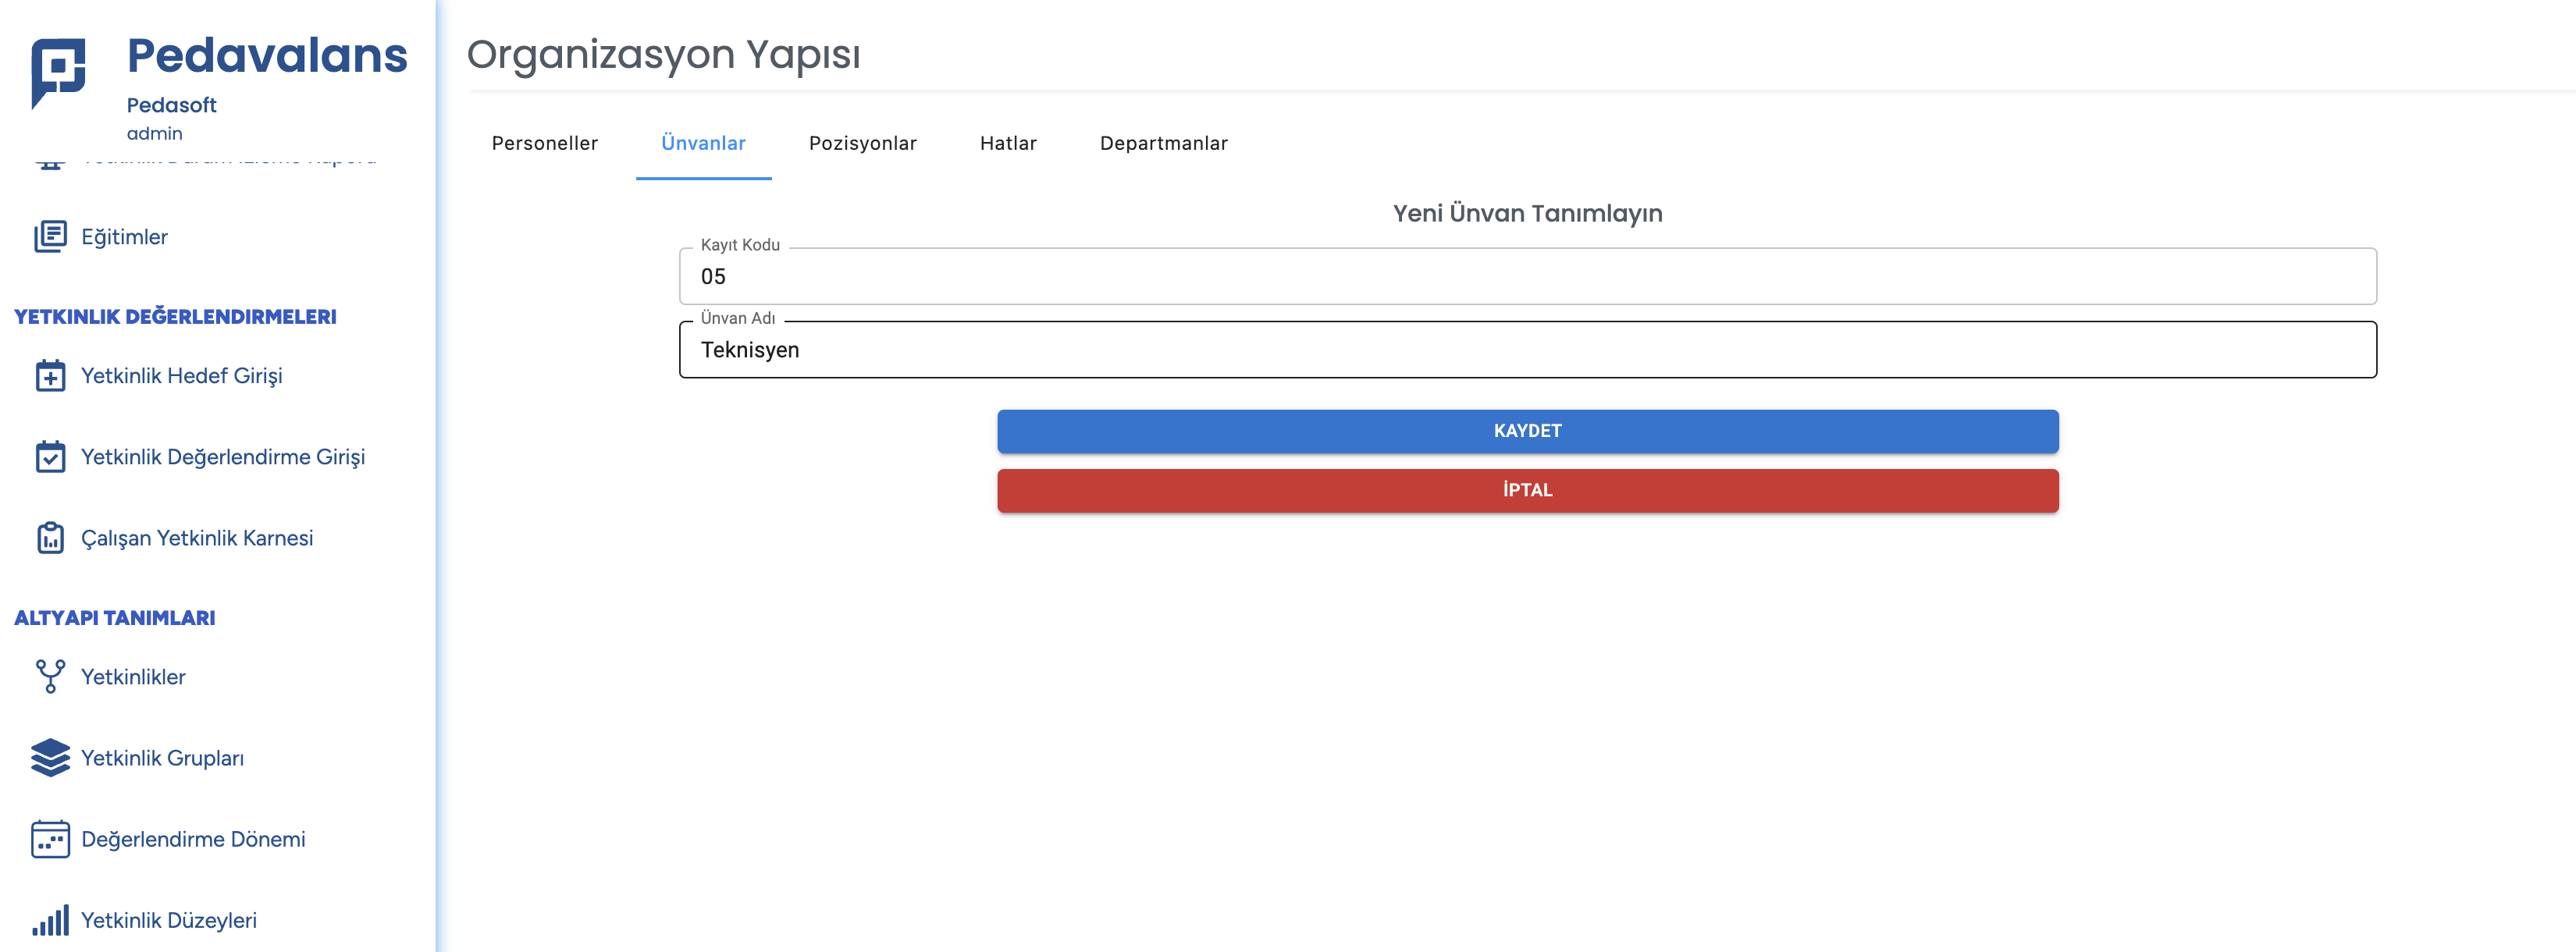 Pedavalans
Pedasoft
admin
Eğitimler
YETKINLIK DEĞERLENDIRMELERI
Yetkinlik Hedef Girişi
Yetkinlik Değerlendirme Girişi
Çalışan Yetkinlik Karnesi
ALTYAPI TANIMLARI
Yetkinlikler
Yetkinlik Grupları
Değerlendirme Dönemi
Yetkinlik Düzeyleri
Organizasyon Yapısı
Personeller Ünvanlar Pozisyonlar Hatlar Departmanlar
Yeni Ünvan Tanımlayın
Kayıt Kodu
05
Ünvan Adı
Teknisyen
KAYDET
İPTAL